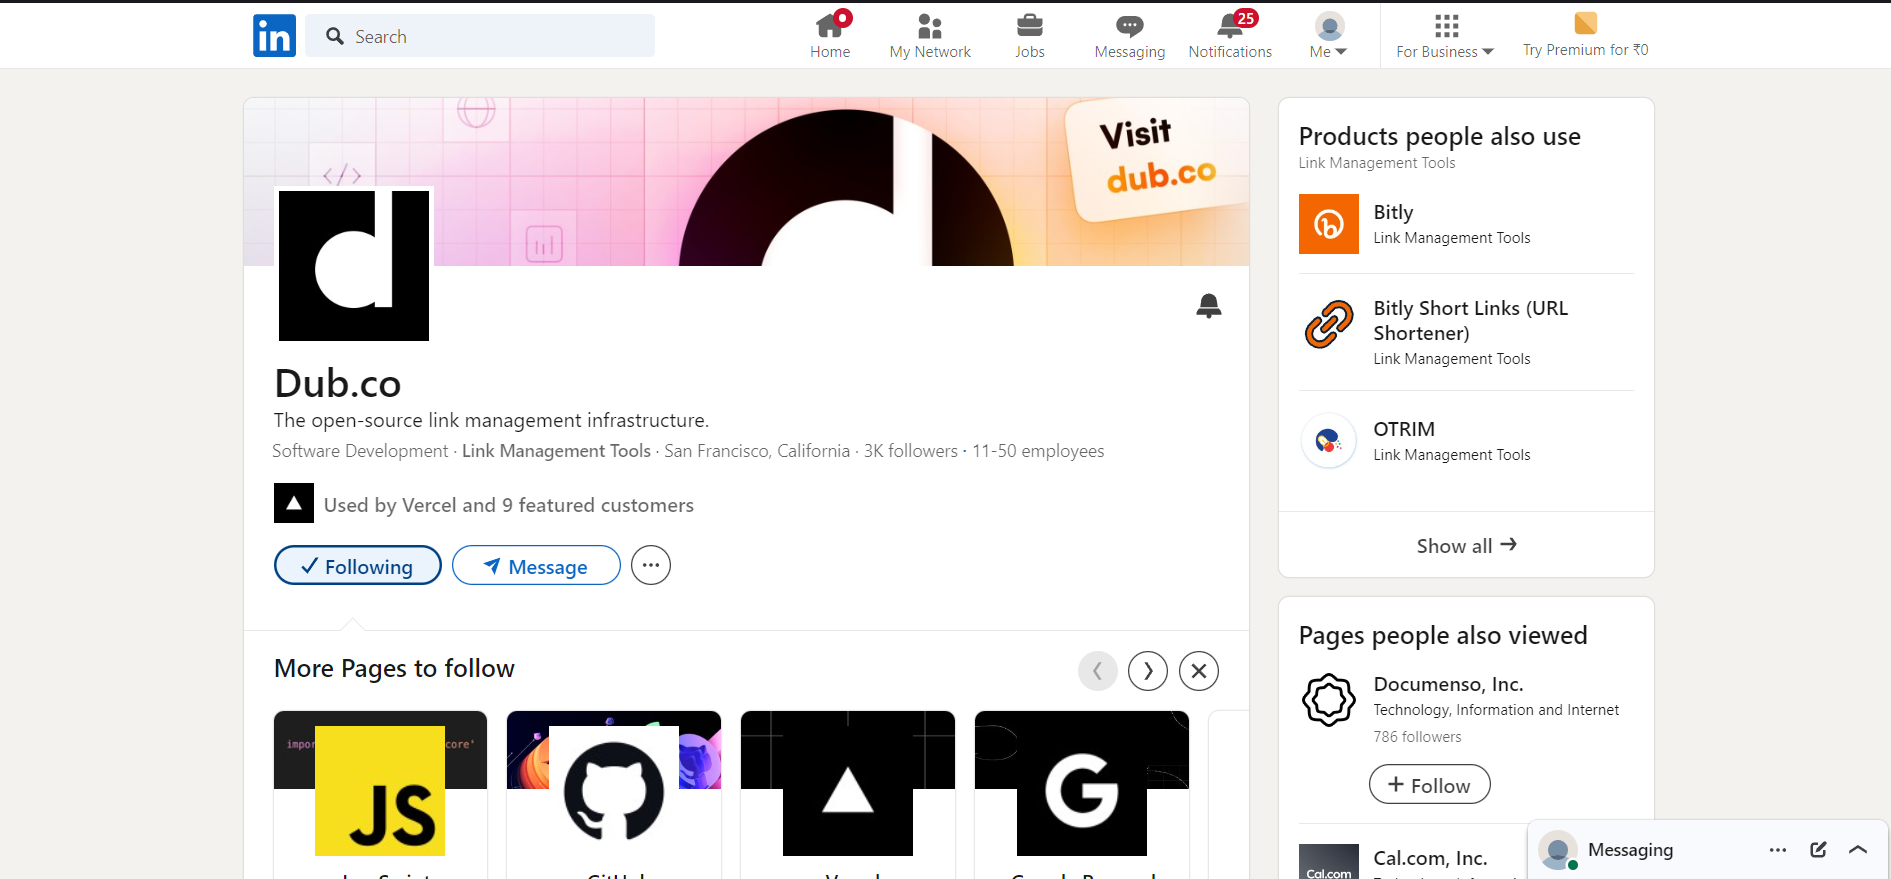 in
Search
Home
My Network
Jobs
Messaging
25
Notifications
Me
For Business
Try Premium for ₹0
Visit
dub.co
Dub.co
The open-source link management infrastructure.
Software Development · Link Management Tools · San Francisco, California · 3K followers · 11-50 employees
Used by Vercel and 9 featured customers
Following
Message
More Pages to follow
JS
G
Products people also use
Link Management Tools
Bitly
Link Management Tools
Bitly Short Links (URL
Shortener)
Link Management Tools
OTRIM
Link Management Tools
Show all
Pages people also viewed
Documenso, Inc.
Technology, Information and Internet
786 followers
+ Follow
Cal.com
Cal.com, Inc.
Messaging